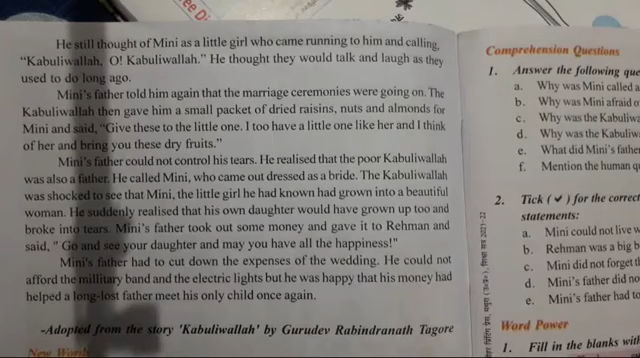 He still thought of Mini as a little girl who came running to him and calling,
"Kabuliwallah, O! Kabuliwallah." He thought they would talk and laugh as they
used to do long ago.
Mini's father told him again that the marriage ceremonies were going on. The
Kabuliwallah then gave him a small packet of dried raisins, nuts and almonds for
Mini and said, "Give these to the little one. I too have a little one like her and I think
of her and bring you these dry fruits."
Mini's father could not control his tears. He realised that the poor Kabuliwallah
was also a father. He called Mini, who came out dressed as a bride. The Kabuliwallah
was shocked to see that Mini, the little girl he had known had grown into a beautiful
woman. He suddenly realised that his own daughter would have grown up too and
broke into tears. Mini's father took out some money and gave it to Rehman and
said, " Go and see your daughter and may you have all the happiness!"
Mini's father had to cut down the expenses of the wedding. He could not
afford the millitary band and the electric lights but he was happy that his money had
helped a long-lost father meet his only child once again.
-Adopted from the story 'Kabuliwallah' by Gurudev Rabindranath Tagore
New Words
Comprehension Questions
1. Answer the following que
a. Why was Mini called a
b. Why was Mini afraid o
c. Why was the Kabuliwa
d. Why was the Kabuliw
e. What did Mini's father
f. Mention the human q
2. Tick ( ✓ ) for the correct
statements:
a. Mini could not live w
b. Rehman was a big b
c. Mini did not forget th
d. Mini's father did no
e. Mini's father had to
Word Power
1. Fill in the blanks with
2021-22